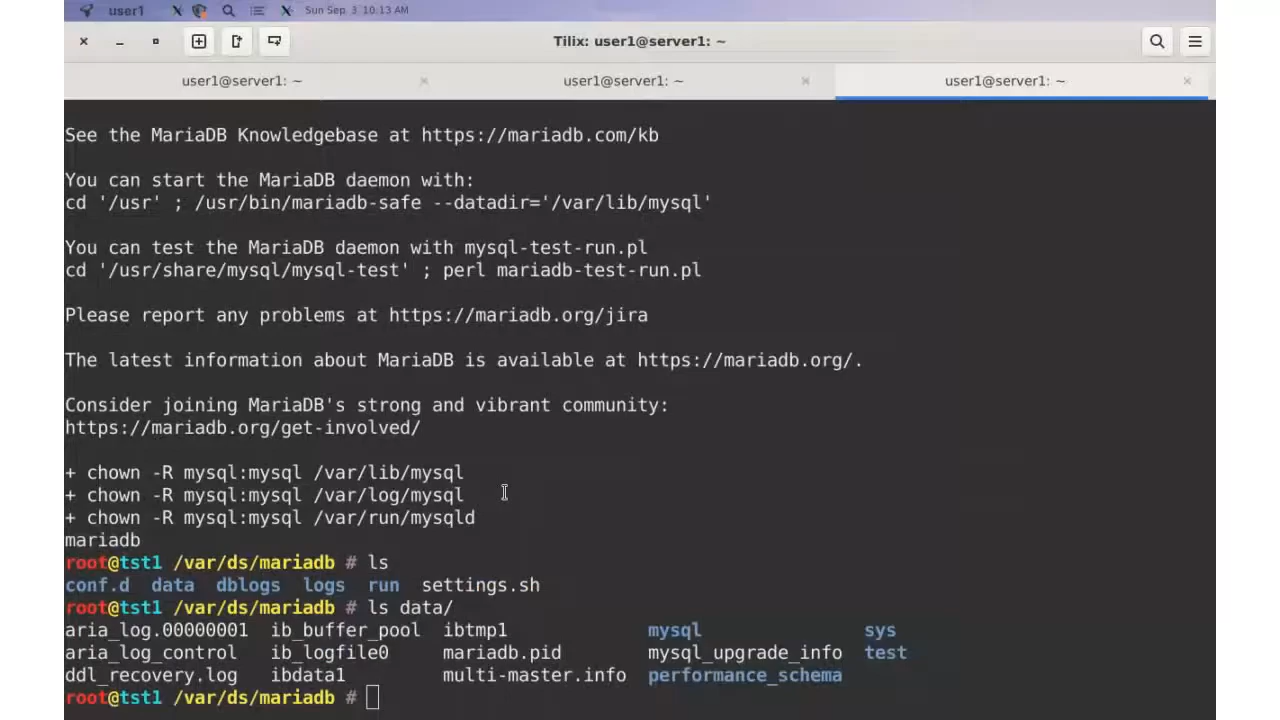 user1 Sun Sep 3, 10:13 AM
Tilix: user1@server1: ~
user1@server1: ~ user1@server1: ~ user1@server1: ~
See the MariaDB Knowledgebase at https://mariadb.com/kb
You can start the MariaDB daemon with:
cd '/usr' ; /usr/bin/mariadb-safe --datadir='/var/lib/mysql'
You can test the MariaDB daemon with mysql-test-run.pl
cd '/usr/share/mysql/mysql-test' ; perl mariadb-test-run.pl
Please report any problems at https://mariadb.org/jira
The latest information about MariaDB is available at https://mariadb.org/.
Consider joining MariaDB's strong and vibrant community:
https://mariadb.org/get-involved/
+ chown -R mysql:mysql /var/lib/mysql
+ chown -R mysql:mysql /var/log/mysql
+ chown -R mysql:mysql /var/run/mysqld
mariadb
root@tst1 /var/ds/mariadb # ls
conf.d data dblogs logs run settings.sh
root@tst1 /var/ds/mariadb # ls data/
aria_log.00000001 ib_buffer_pool ibtmp1 mysql sys
aria_log_control ib_logfile0 mariadb.pid mysql_upgrade_info test
ddl_recovery.log ibdata1 multi-master.info performance_schema
root@tst1 /var/ds/mariadb #